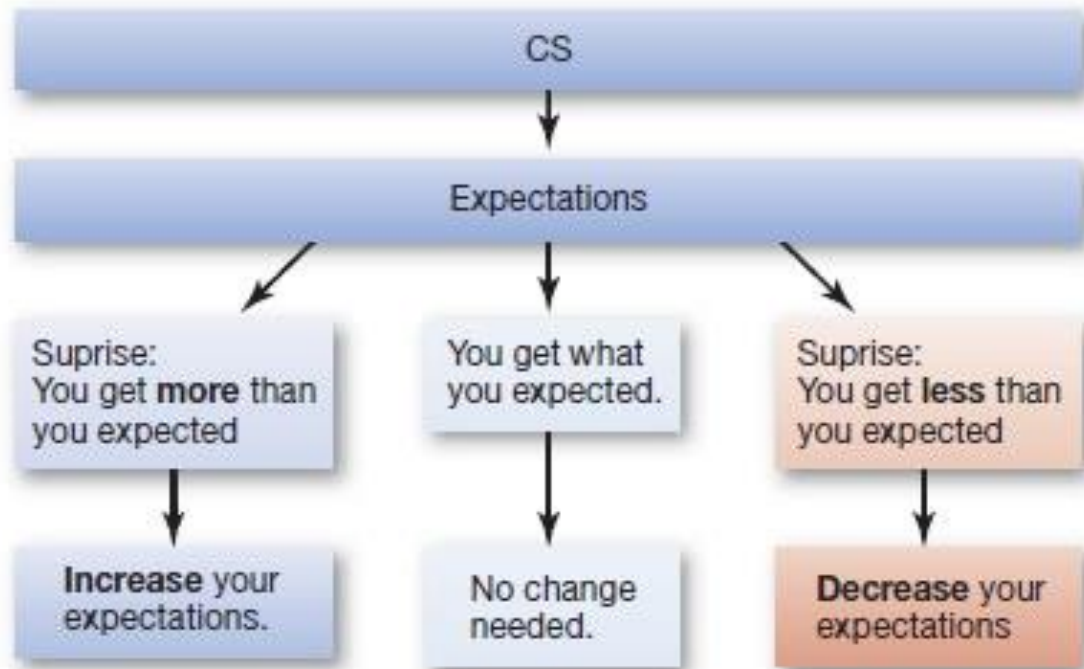 CS
Expectations
Suprise:
You get more than
you expected
You get what
you expected.
Suprise:
You get less than
you expected
Increase your
expectations.
No change
needed.
Decrease your
expectations